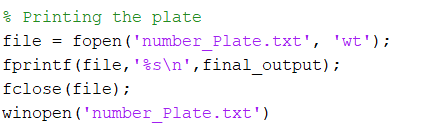 % Printing the plate
file = fopen('number_Plate.txt', 'wt');
fprintf(file,'%s\n',final_output);
fclose(file);
winopen('number_Plate.txt')